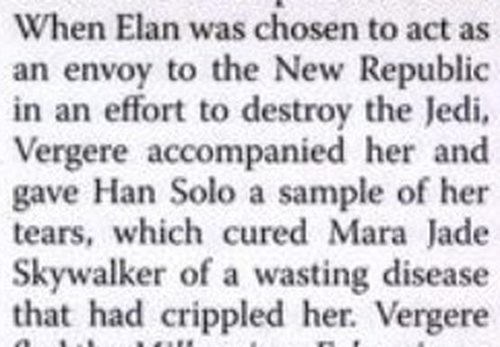 When Elan was chosen to act as
an envoy to the New Republic
in an effort to destroy the Jedi,
Vergere accompanied her and
gave Han Solo a sample of her
tears, which cured Mara Jade
Skywalker of a wasting disease
that had crippled her. Vergere